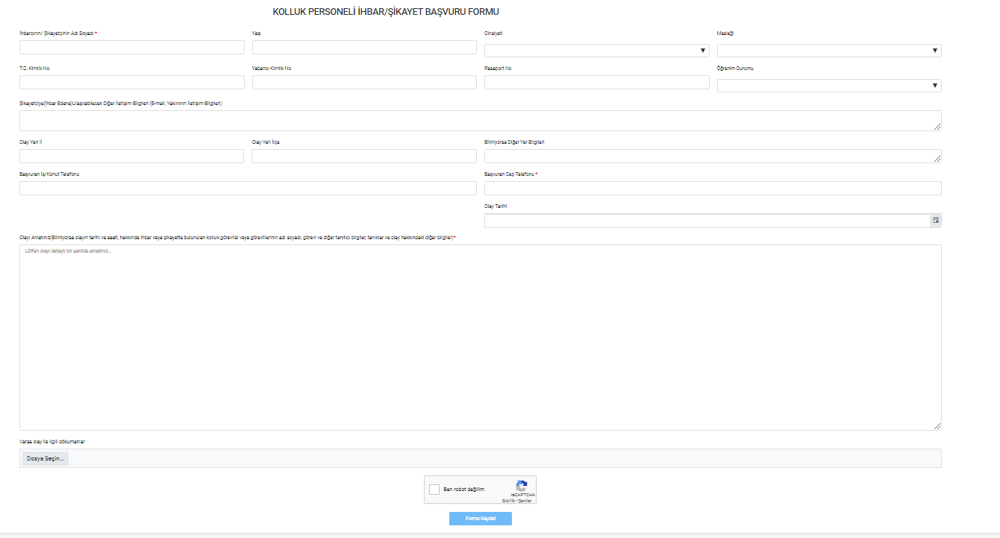 KOLLUK PERSONELİ İHBAR/ŞİKAYET BAŞVURU FORMU
İhbarcının/ Şikayetçinin Adı Soyadı *
Yaşı
Cinsiyeti
Mesleği
T.C. Kimlik No
Yabancı Kimlik No
Pasaport No
Öğrenim Durumu
Şikayetçiye(İhbar Edene)Ulaşılabilecek Diğer İletişim Bilgileri (E-mail, Yakınının İletişim Bilgileri)
Olay Yeri İl
Olay Yeri İlçe
Biliniyorsa Diğer Yer Bilgileri
Başvuran İş/Konut Telefonu
Başvuran Cep Telefonu *
Olay Tarihi
Olayı Anlatınız(Biliniyorsa olayın tarihi ve saati, hakkında ihbar veya şikayette bulunulan kolluk görevlisi veya görevlilerinin adı soyadı, görevi ve diğer tanıtıcı bilgiler, tanıklar ve olay hakkındaki diğer bilgiler)*
Lütfen olayı detaylı bir şekilde anlatınız...
Varsa olay ile ilgili dökumanlar
Dosya Seçin...
Ben robot değilim
reCAPTCHA
Gizlilik - Şartlar
Formu Kaydet